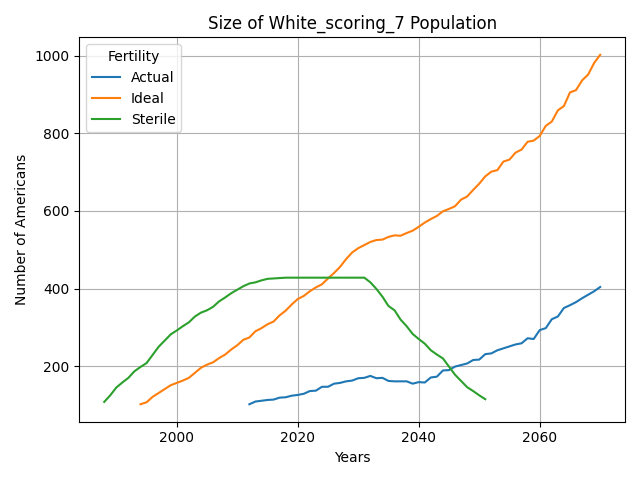 Size of White_scoring_7 Population
Number of Americans
1000
800
600
400
200
Fertility
Actual
Ideal
Sterile
2000
2020
2040
2060
Years